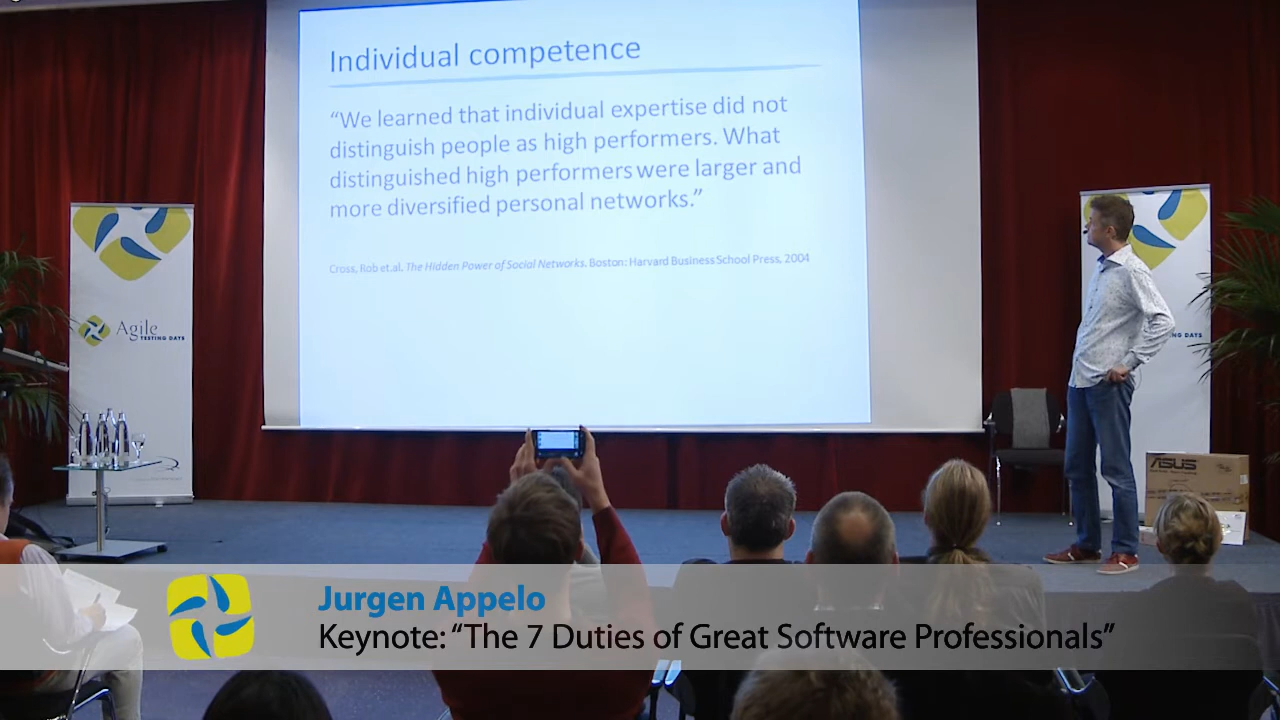 Individual competence
“We learned that individual expertise did not
distinguish people as high performers. What
distinguished high performers were larger and
more diversified personal networks.”
Cross, Rob et.al. The Hidden Power of Social Networks. Boston: Harvard Business School Press, 2004
Agile
TESTING DAYS
NG DAYS
ASUS
Jurgen Appelo
Keynote: “The 7 Duties of Great Software Professionals”